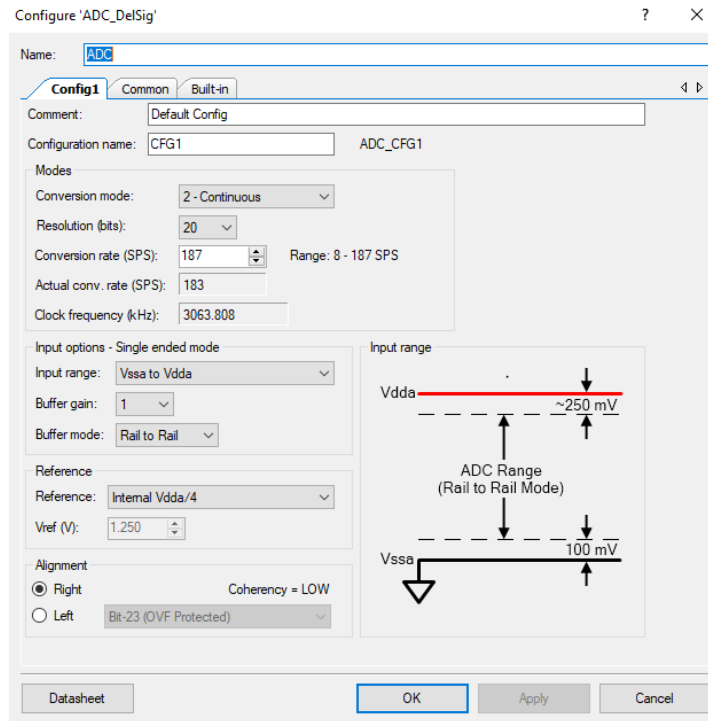 Configure 'ADC_DelSig' ? ×
Name: ADC
Config1 Common Built-in
Comment: Default Config
Configuration name: CFG1 ADC_CFG1
Modes
Conversion mode: 2 - Continuous
Resolution (bits): 20
Conversion rate (SPS): 187 Range: 8 - 187 SPS
Actual conv. rate (SPS): 183
Clock frequency (kHz): 3063.808
Input options - Single ended mode
Input range: Vssa to Vdda
Buffer gain: 1
Buffer mode: Rail to Rail
Input range
Vdda
~250 mV
ADC Range
(Rail to Rail Mode)
100 mV
Vssa
Reference
Reference: Internal Vdda/4
Vref (V): 1.250
Alignment
Right Coherency = LOW
Left Bit-23 (OVF Protected)
Datasheet OK Apply Cancel